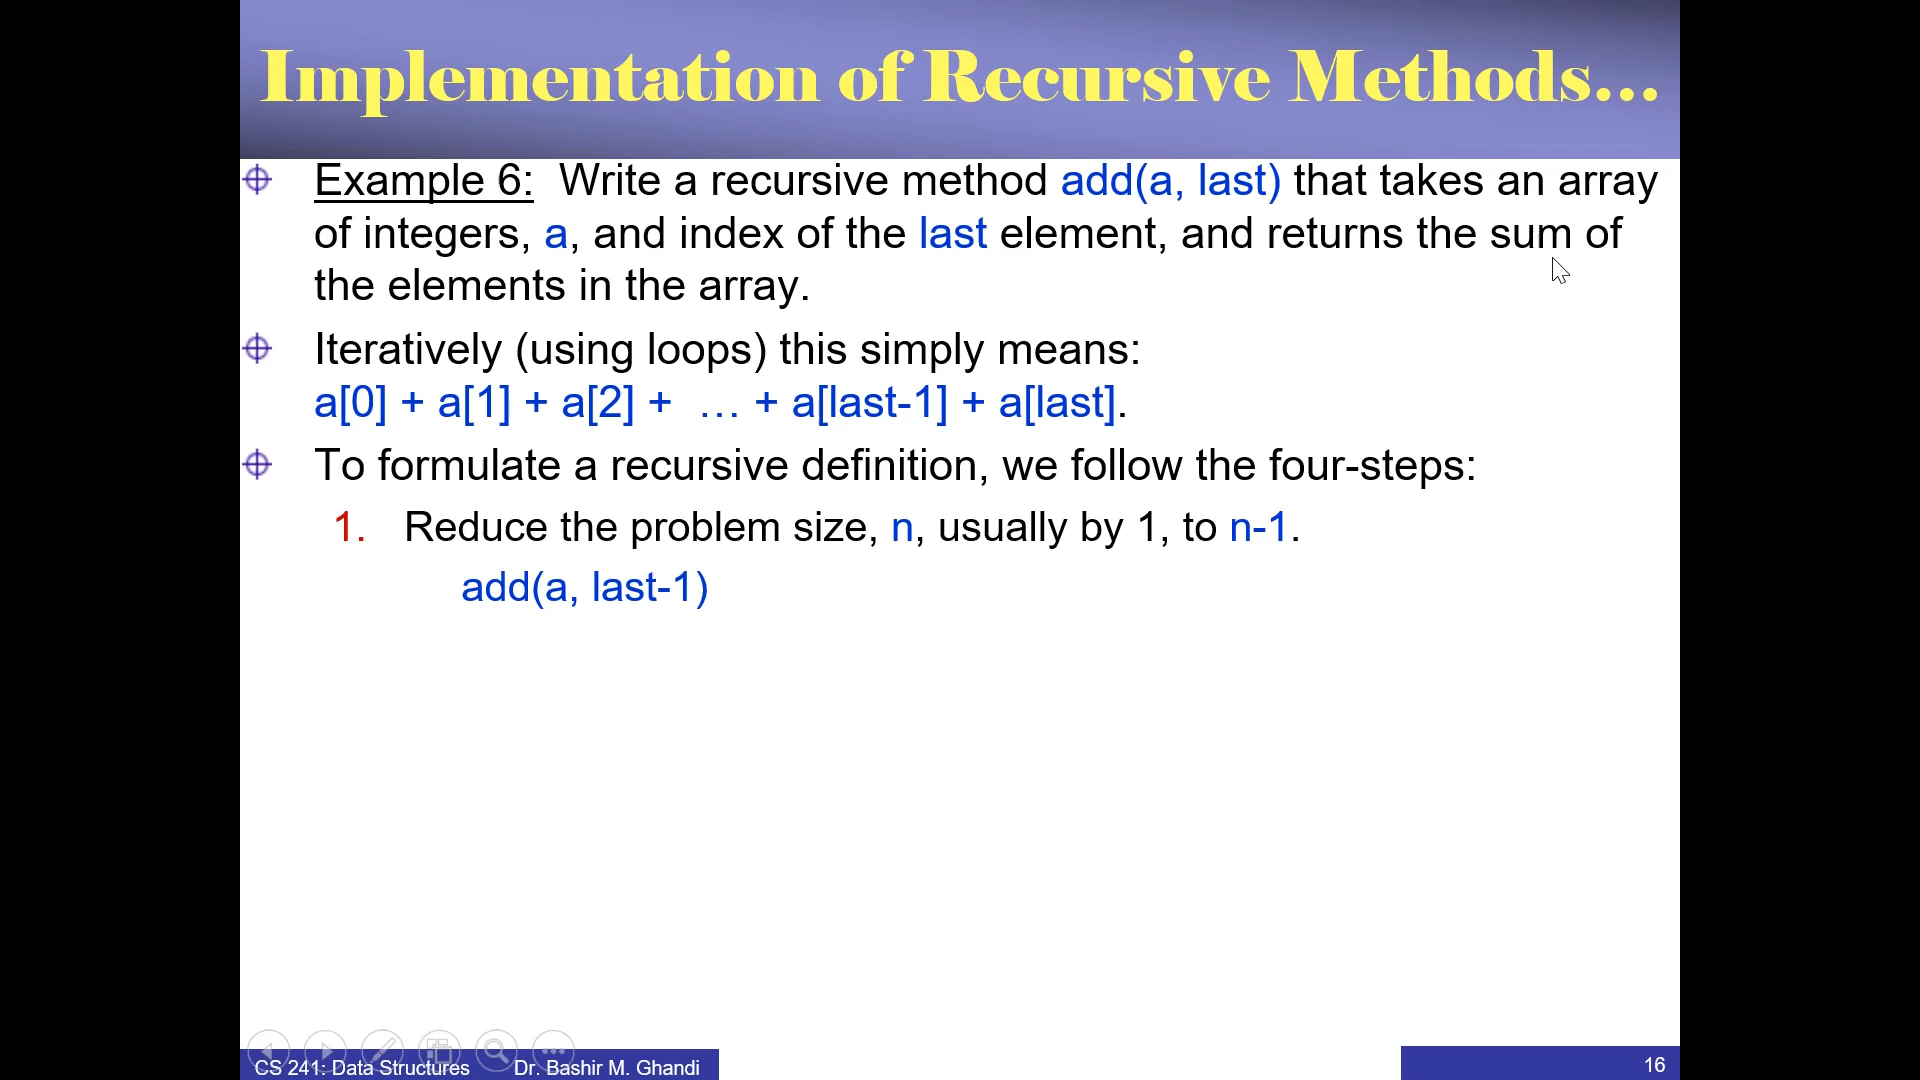 Implementation of Recursive Methods...
Example 6: Write a recursive method add(a, last) that takes an array
of integers, a, and index of the last element, and returns the sum of
the elements in the array.
Iteratively (using loops) this simply means:
a[0] + a[1] + a[2] + … + a[last-1] + a[last].
To formulate a recursive definition, we follow the four-steps:
1. Reduce the problem size, n, usually by 1, to n-1.
add(a, last-1)
CS 241: Data Structures Dr. Bashir M. Ghandi
16